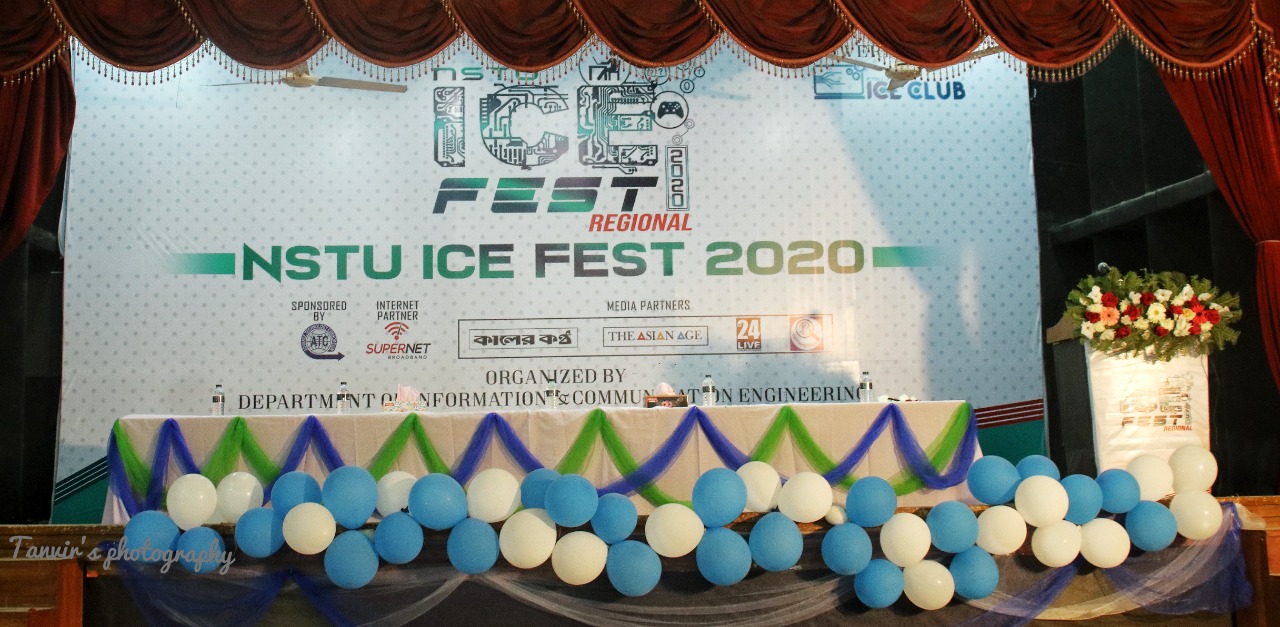 NSTU
ICE
FEST
2020
REGIONAL
ICE CLUB
NSTU ICE FEST 2020
SPONSORED
BY
INTERNET
PARTNER
MEDIA PARTNERS
ATC
SUPERNET
BROADBAND
কালের কণ্ঠ
THE ASIAN AGE
24
LIVE
ORGANIZED BY
DEPARTMENT OF INFORMATION & COMMUNICATION ENGINEERING
FEST
REGIONAL
Tanvir's photography